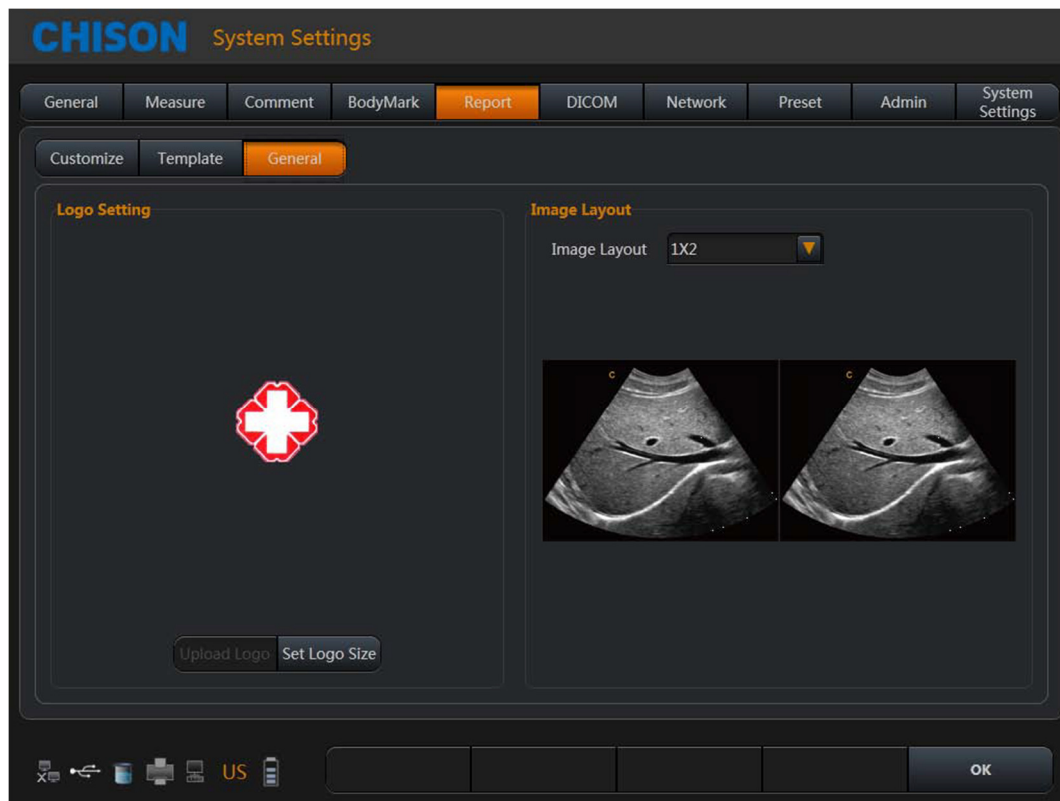 CHISON System Settings
General Measure Comment BodyMark Report DICOM Network Preset Admin System Settings
Customize Template General
Logo Setting
Image Layout
Image Layout 1X2
C C
Upload Logo Set Logo Size
US OK